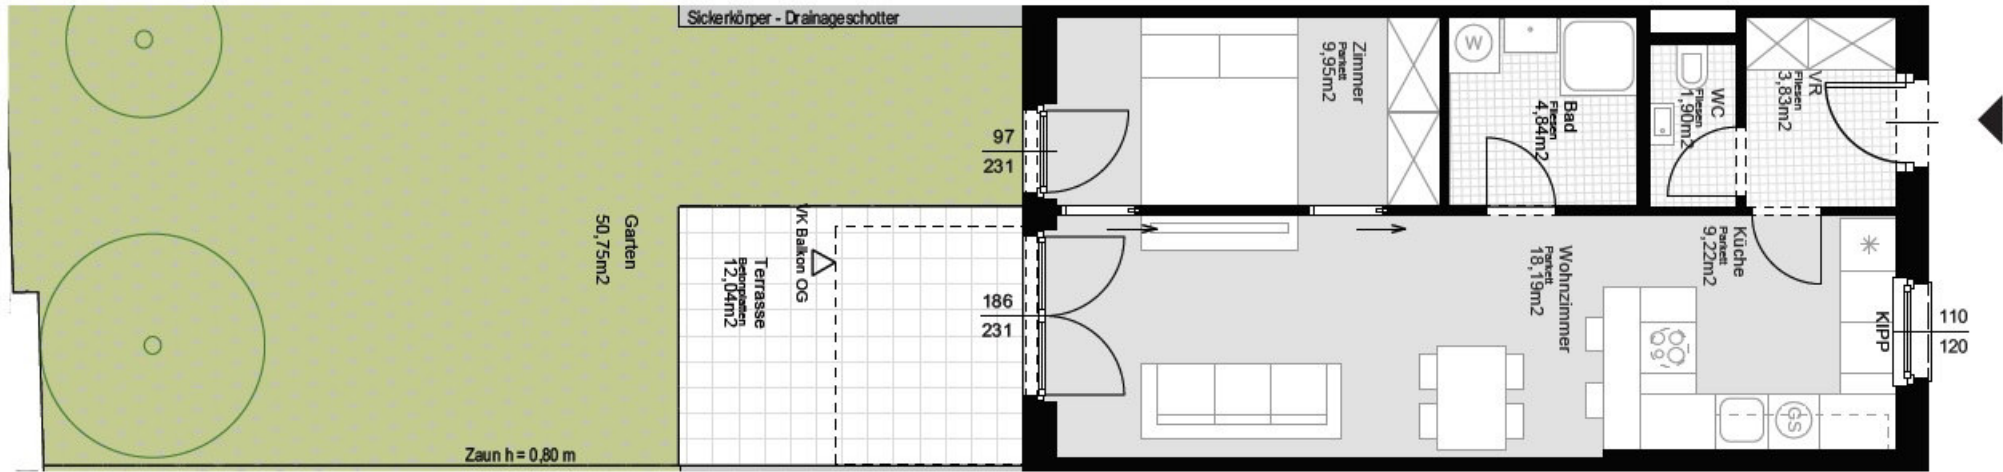 Sickerkörper - Drainageschotter
Zimmer
Parkett
9,95m2
W
Bad
Fliesen
4,84m2
WC
Fliesen
1,90m2
VR
Fliesen
3,83m2
97
231
Garten
50,75m2
VK Balkon OG
Terrasse
Betonplatten
12,04m2
186
231
Wohnzimmer
Parkett
18,19m2
Küche
Parkett
9,22m2
KIPP
110
120
GS
Zaun h = 0,80 m